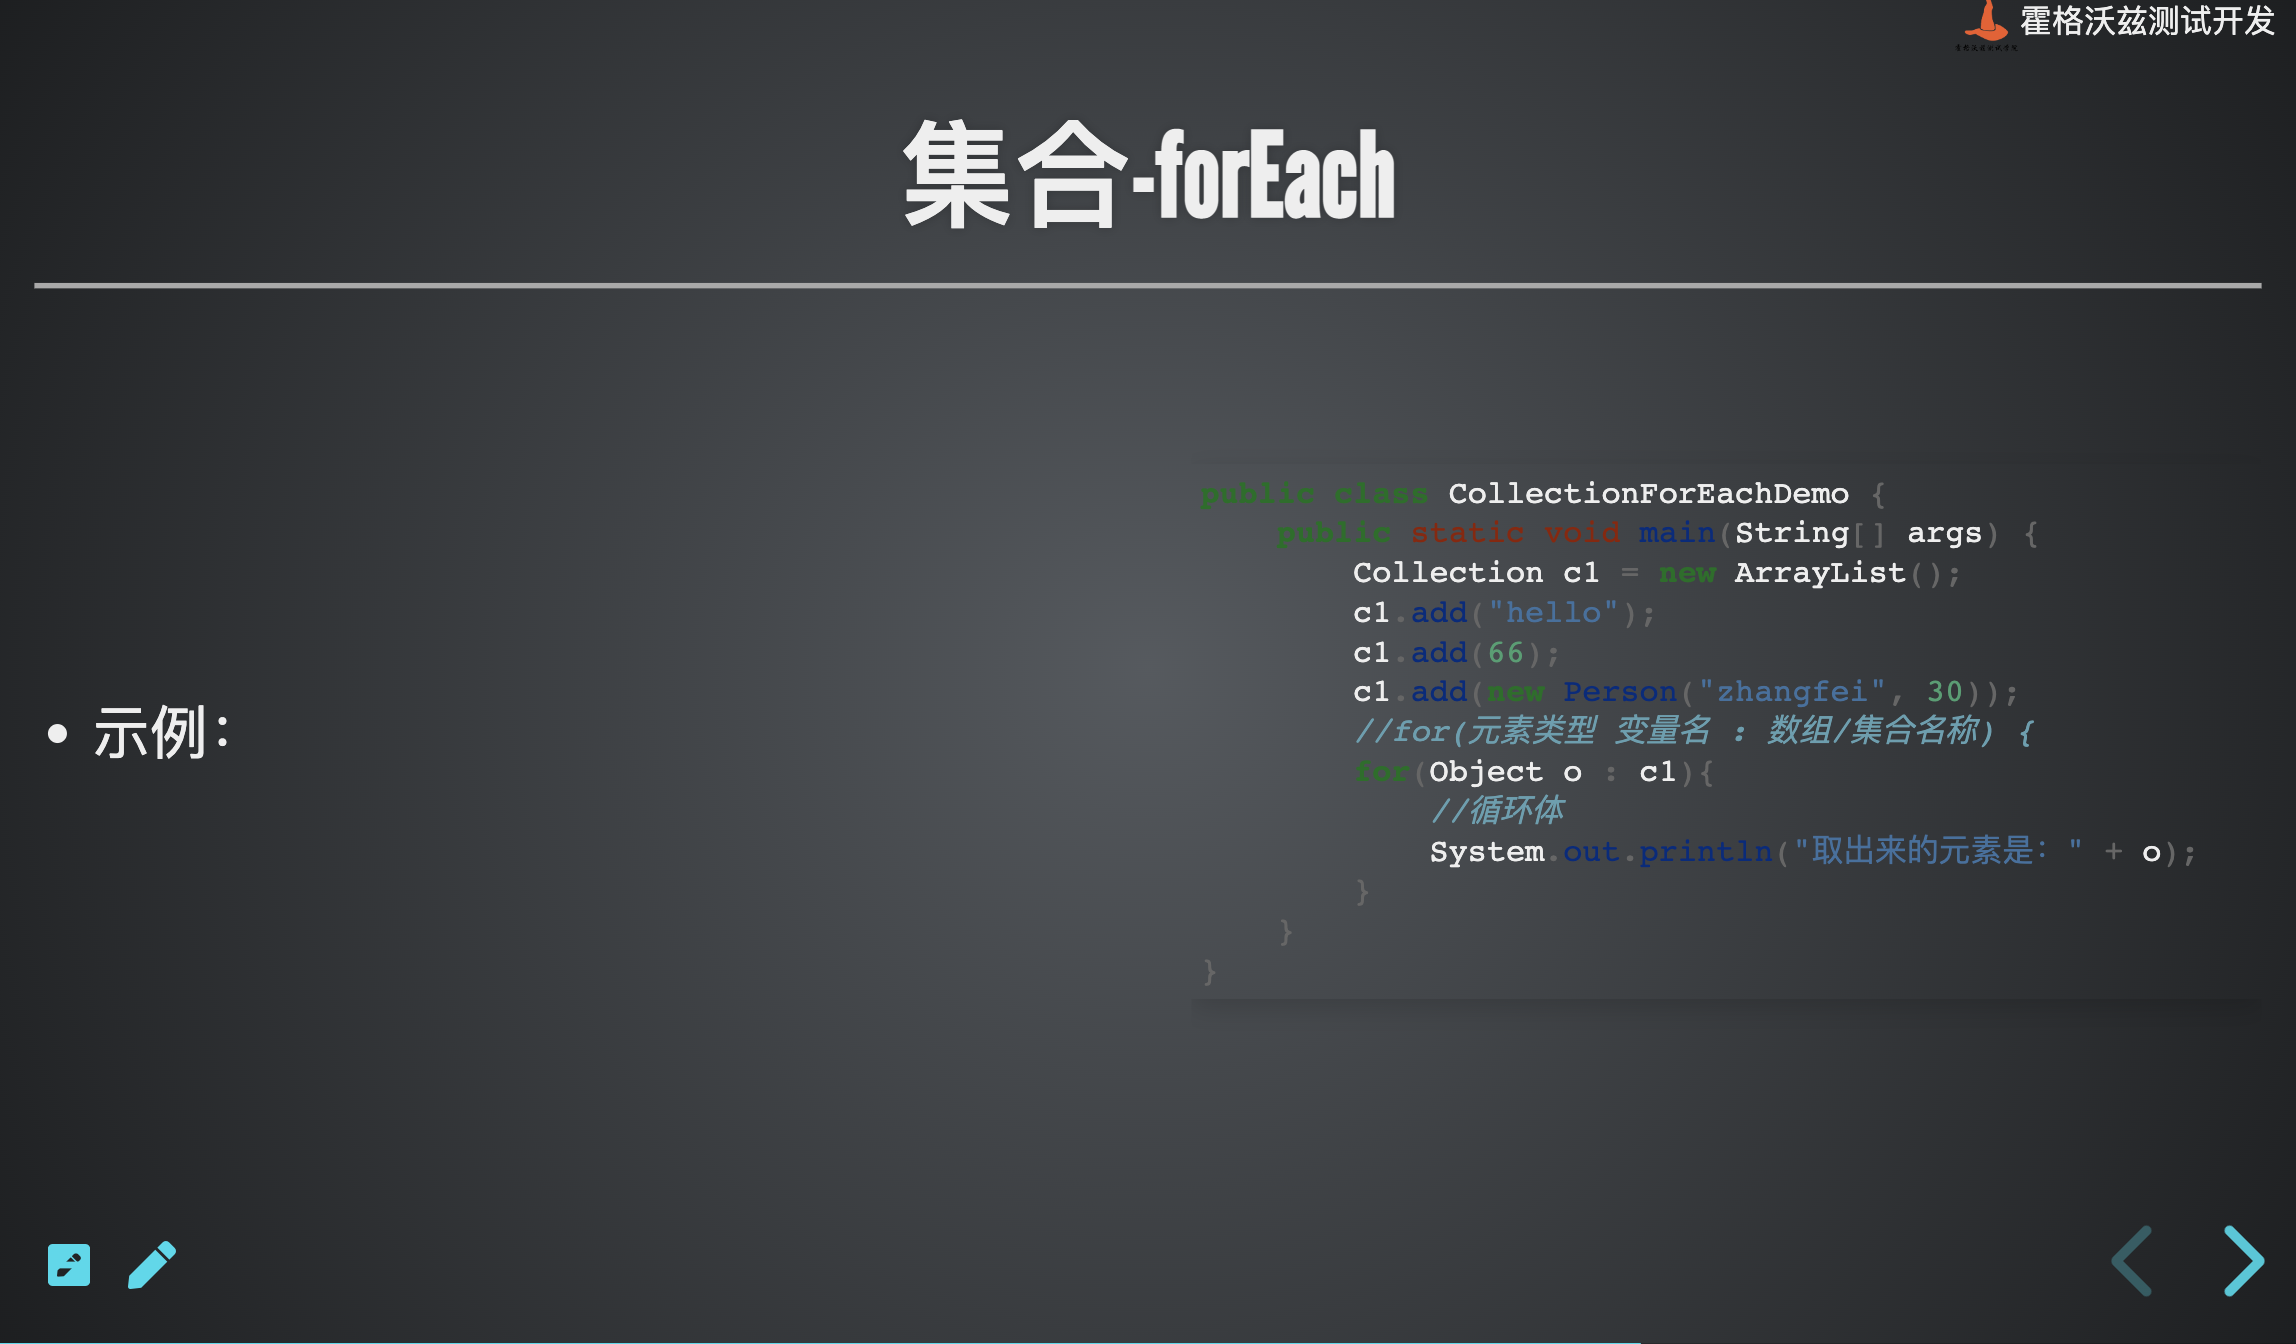 霍格沃兹测试开发
集合-forEach
• 示例：
public class CollectionForEachDemo {
    public static void main(String[] args) {
        Collection c1 = new ArrayList();
        c1.add("hello");
        c1.add(66);
        c1.add(new Person("zhangfei", 30));
        //for(元素类型 变量名 : 数组/集合名称) {
        for(Object o : c1){
            //循环体
            System.out.println("取出来的元素是：" + o);
        }
    }
}